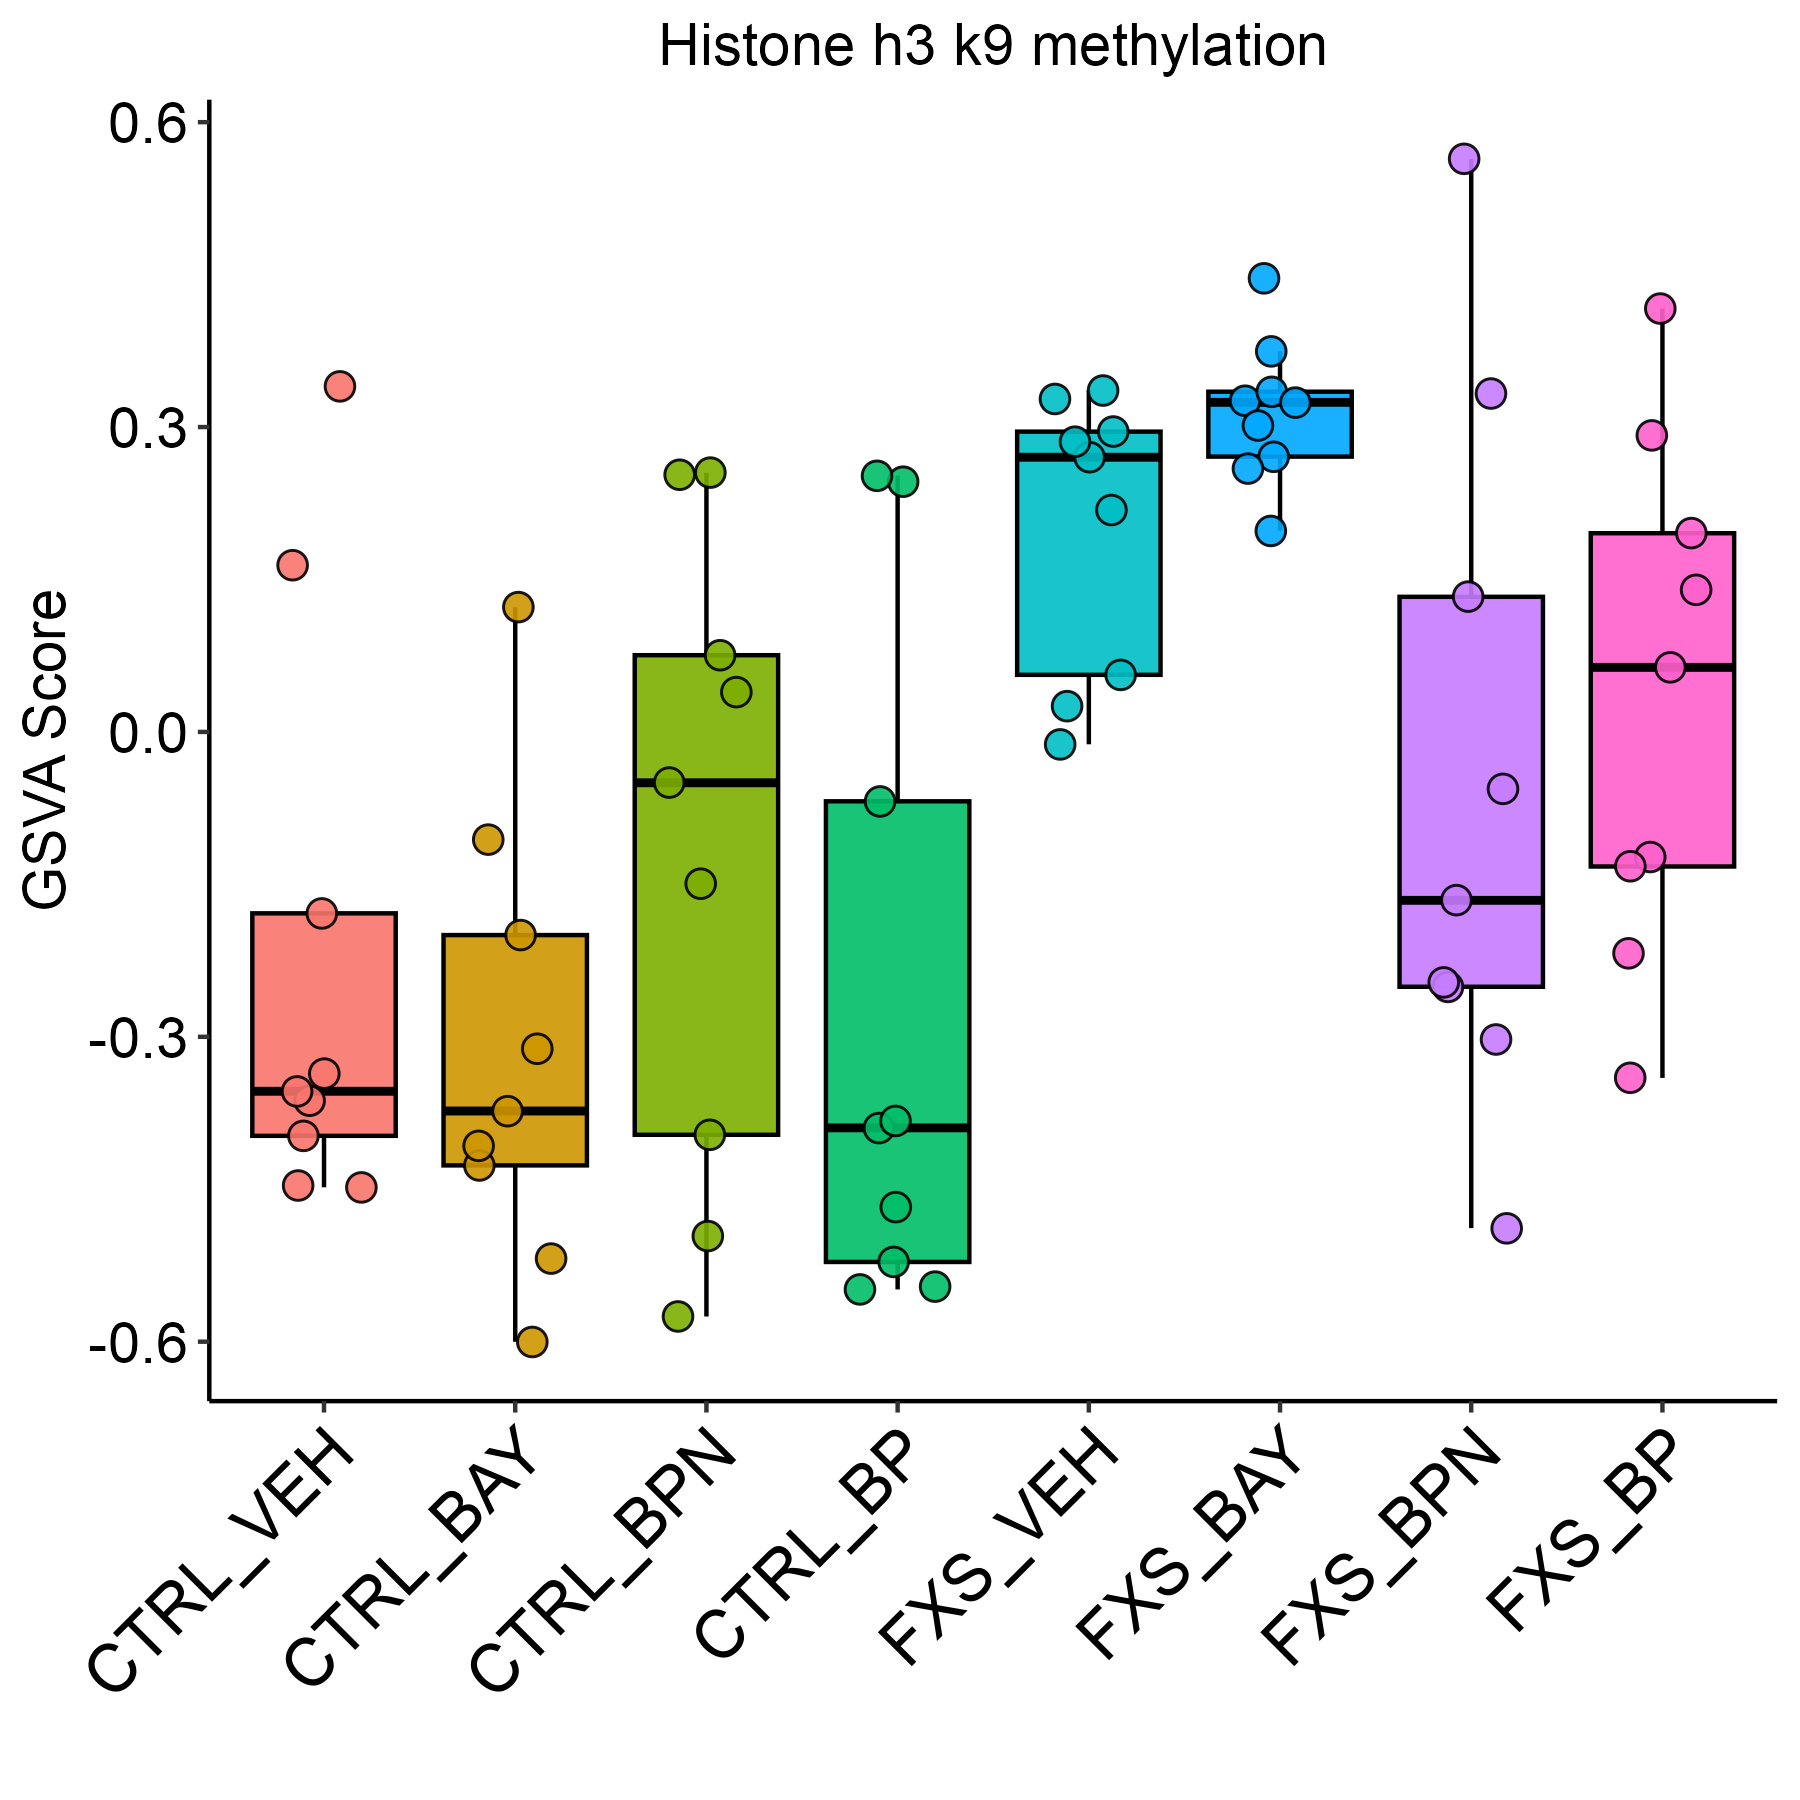 Histone h3 k9 methylation
GSVA Score
0.6
0.3
0.0
-0.3
-0.6
CTRL_VEH
CTRL_BAY
CTRL_BPN
CTRL_BP
FXS_VEH
FXS_BAY
FXS_BPN
FXS_BP